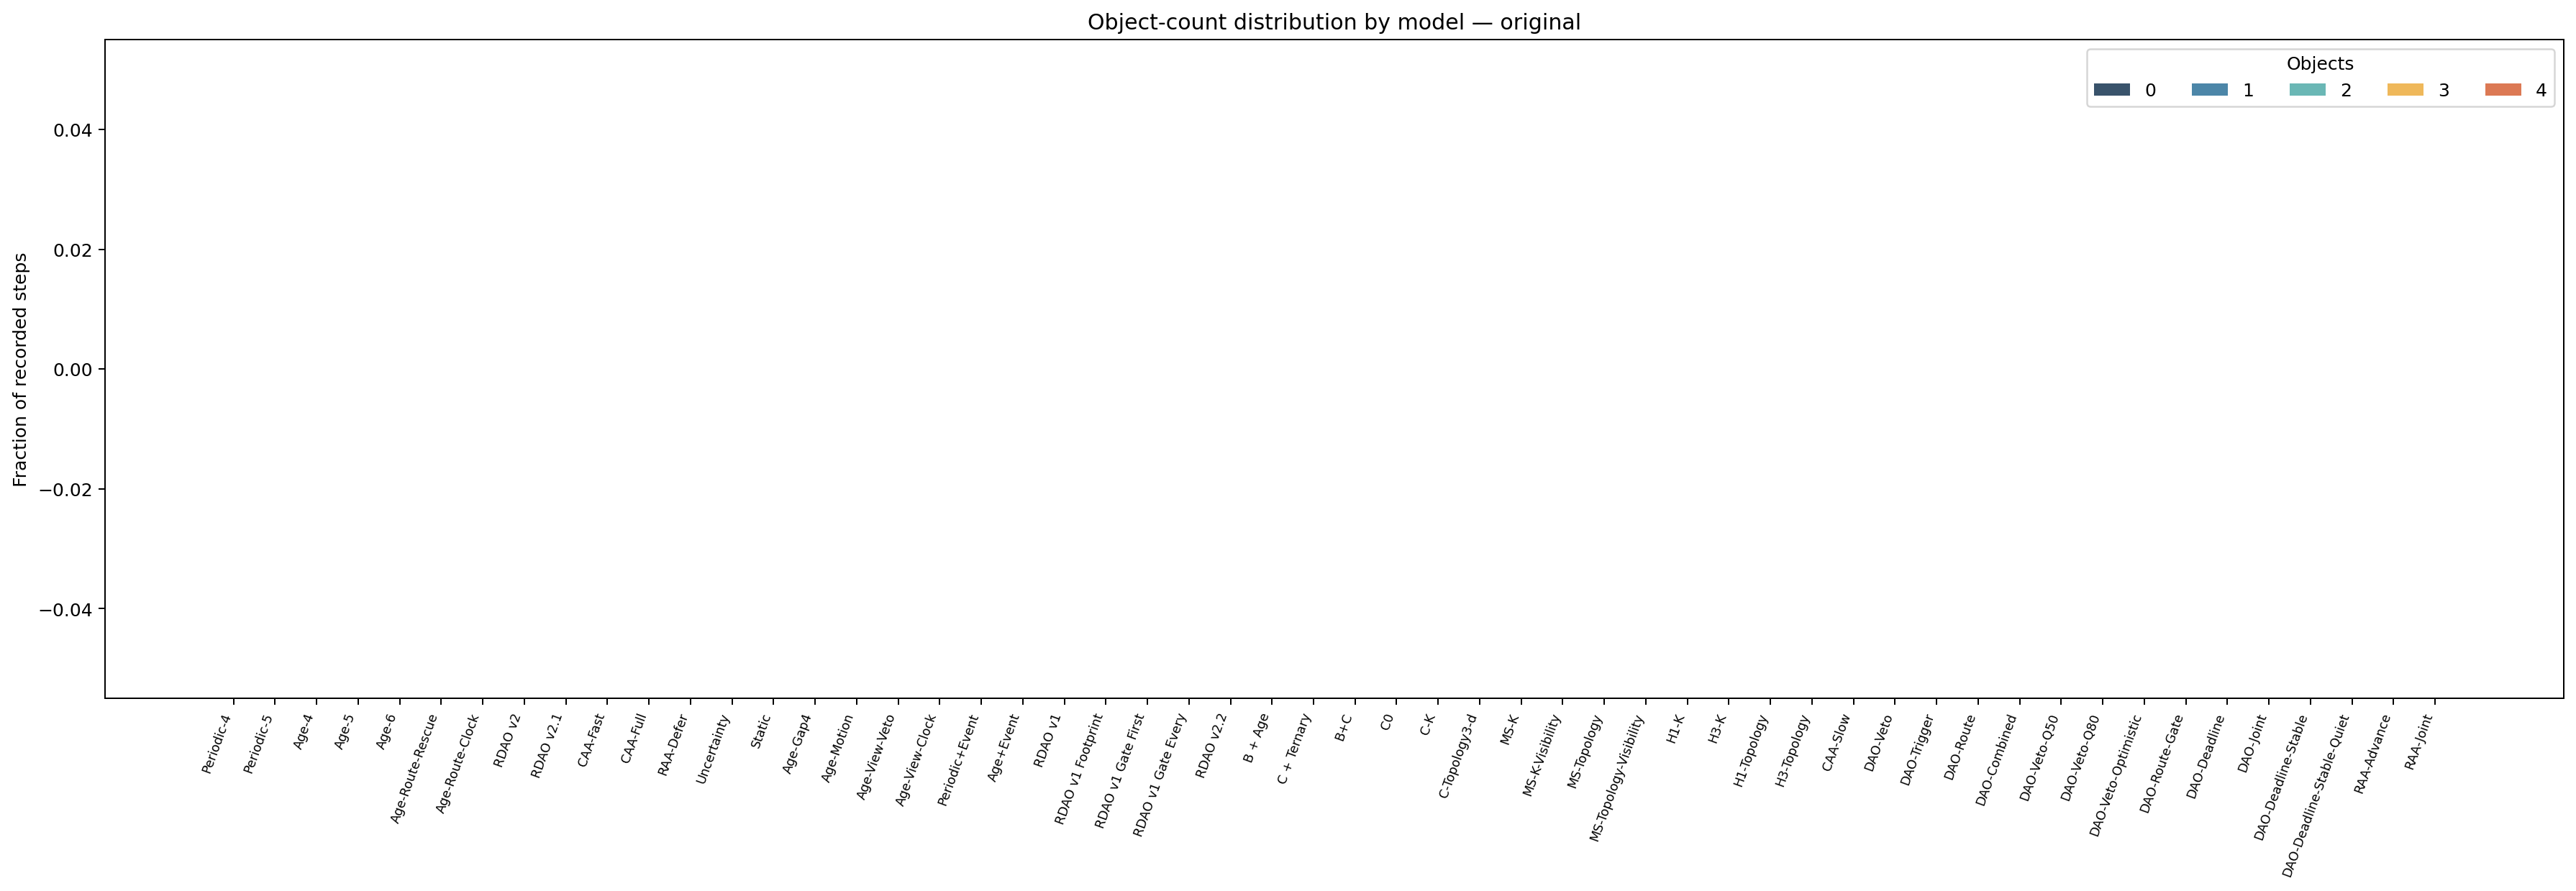 Object-count distribution by model — original
Objects
0 1 2 3 4
Fraction of recorded steps
0.04
0.02
0.00
−0.02
−0.04
Periodic-4
Periodic-5
Age-4
Age-5
Age-6
Age-Route-Rescue
Age-Route-Clock
RDAO v2
RDAO v2.1
CAA-Fast
CAA-Full
RAA-Defer
Uncertainty
Static
Age-Gap4
Age-Motion
Age-View-Veto
Age-View-Clock
Periodic+Event
Age+Event
RDAO v1
RDAO v1 Footprint
RDAO v1 Gate First
RDAO v1 Gate Every
RDAO v2.2
B + Age
C + Ternary
B+C
C0
C-K
C-Topology3-d
MS-K
MS-K-Visibility
MS-Topology
MS-Topology-Visibility
H1-K
H3-K
H1-Topology
H3-Topology
CAA-Slow
DAO-Veto
DAO-Trigger
DAO-Route
DAO-Combined
DAO-Veto-Q50
DAO-Veto-Q80
DAO-Veto-Optimistic
DAO-Route-Gate
DAO-Deadline
DAO-Joint
DAO-Deadline-Stable
DAO-Deadline-Stable-Quiet
RAA-Advance
RAA-Joint